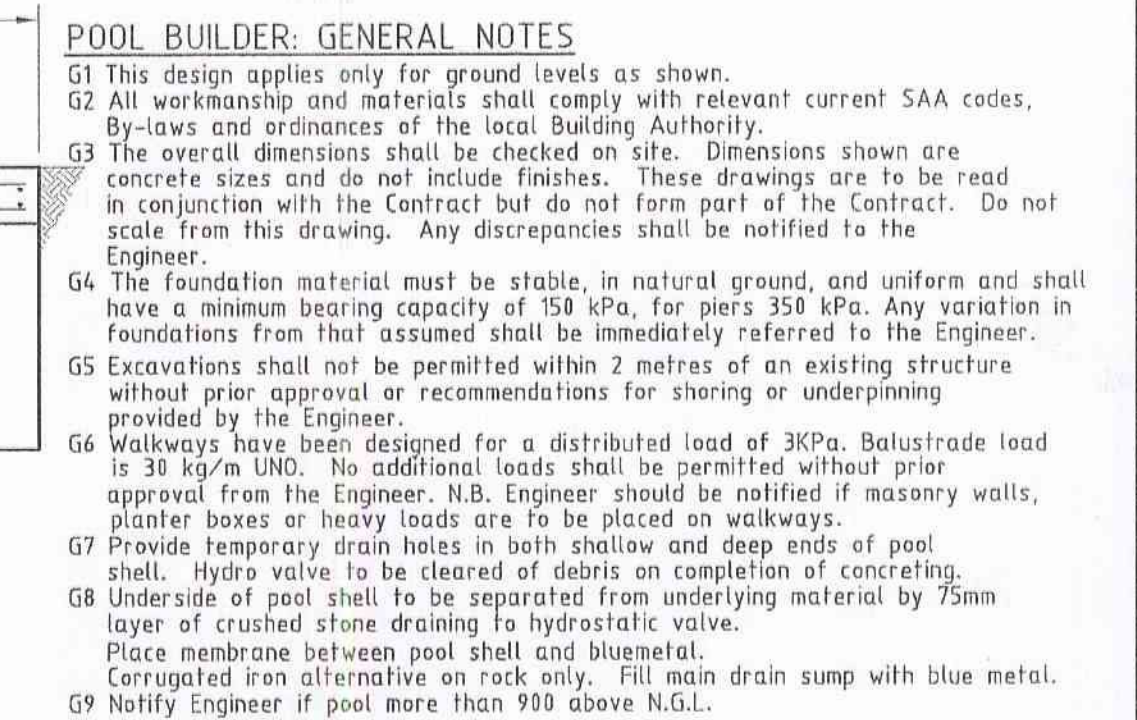 POOL BUILDER: GENERAL NOTES
G1 This design applies only for ground levels as shown.
G2 All workmanship and materials shall comply with relevant current SAA codes,
By-laws and ordinances of the local Building Authority.
G3 The overall dimensions shall be checked on site. Dimensions shown are
concrete sizes and do not include finishes. These drawings are to be read
in conjunction with the Contract but do not form part of the Contract. Do not
scale from this drawing. Any discrepancies shall be notified to the
Engineer.
G4 The foundation material must be stable, in natural ground, and uniform and shall
have a minimum bearing capacity of 150 kPa, for piers 350 kPa. Any variation in
foundations from that assumed shall be immediately referred to the Engineer.
G5 Excavations shall not be permitted within 2 metres of an existing structure
without prior approval or recommendations for shoring or underpinning
provided by the Engineer.
G6 Walkways have been designed for a distributed load of 3KPa. Balustrade load
is 30 kg/m UNO. No additional loads shall be permitted without prior
approval from the Engineer. N.B. Engineer should be notified if masonry walls,
planter boxes or heavy loads are to be placed on walkways.
G7 Provide temporary drain holes in both shallow and deep ends of pool
shell. Hydro valve to be cleared of debris on completion of concreting.
G8 Underside of pool shell to be separated from underlying material by 75mm
layer of crushed stone draining to hydrostatic valve.
Place membrane between pool shell and bluemetal.
Corrugated iron alternative on rock only. Fill main drain sump with blue metal.
G9 Notify Engineer if pool more than 900 above N.G.L.